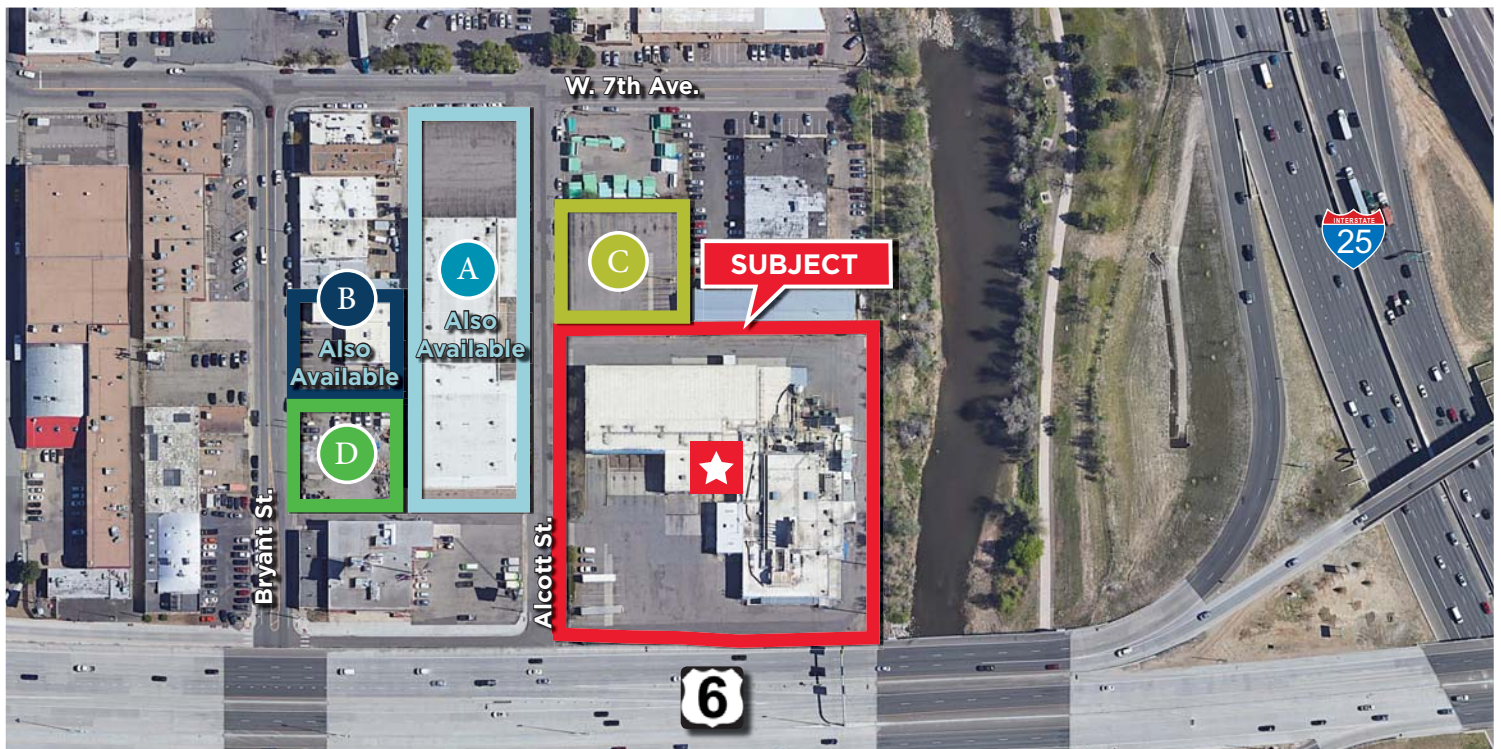 W. 7th Ave.
A
Also
Available
B
Also
Available
C
SUBJECT
INTERSTATE
25
D
Bryant St.
Alcott St.
6